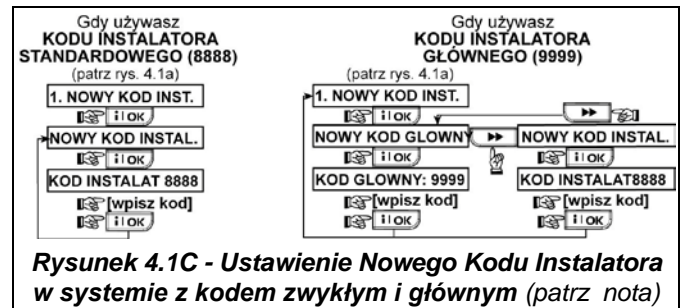 Gdy używasz
KODU INSTALATORA
STANDARDOWEGO (8888)
(patrz rys. 4.1a)
1. NOWY KOD INST.
i I OK
NOWY KOD INSTAL.
i I OK
KOD INSTALAT 8888
[wpisz kod]
i I OK
Gdy używasz
KODU INSTALATORA
GŁÓWNEGO (9999)
(patrz rys. 4.1a)
1. NOWY KOD INST.
i I OK
NOWY KOD GLOWNY
NOWY KOD INSTAL.
i I OK
i I OK
KOD GLOWNY: 9999
KOD INSTALAT8888
[wpisz kod]
[wpisz kod]
i I OK
i I OK
Rysunek 4.1C - Ustawienie Nowego Kodu Instalatora
w systemie z kodem zwykłym i głównym (patrz nota)